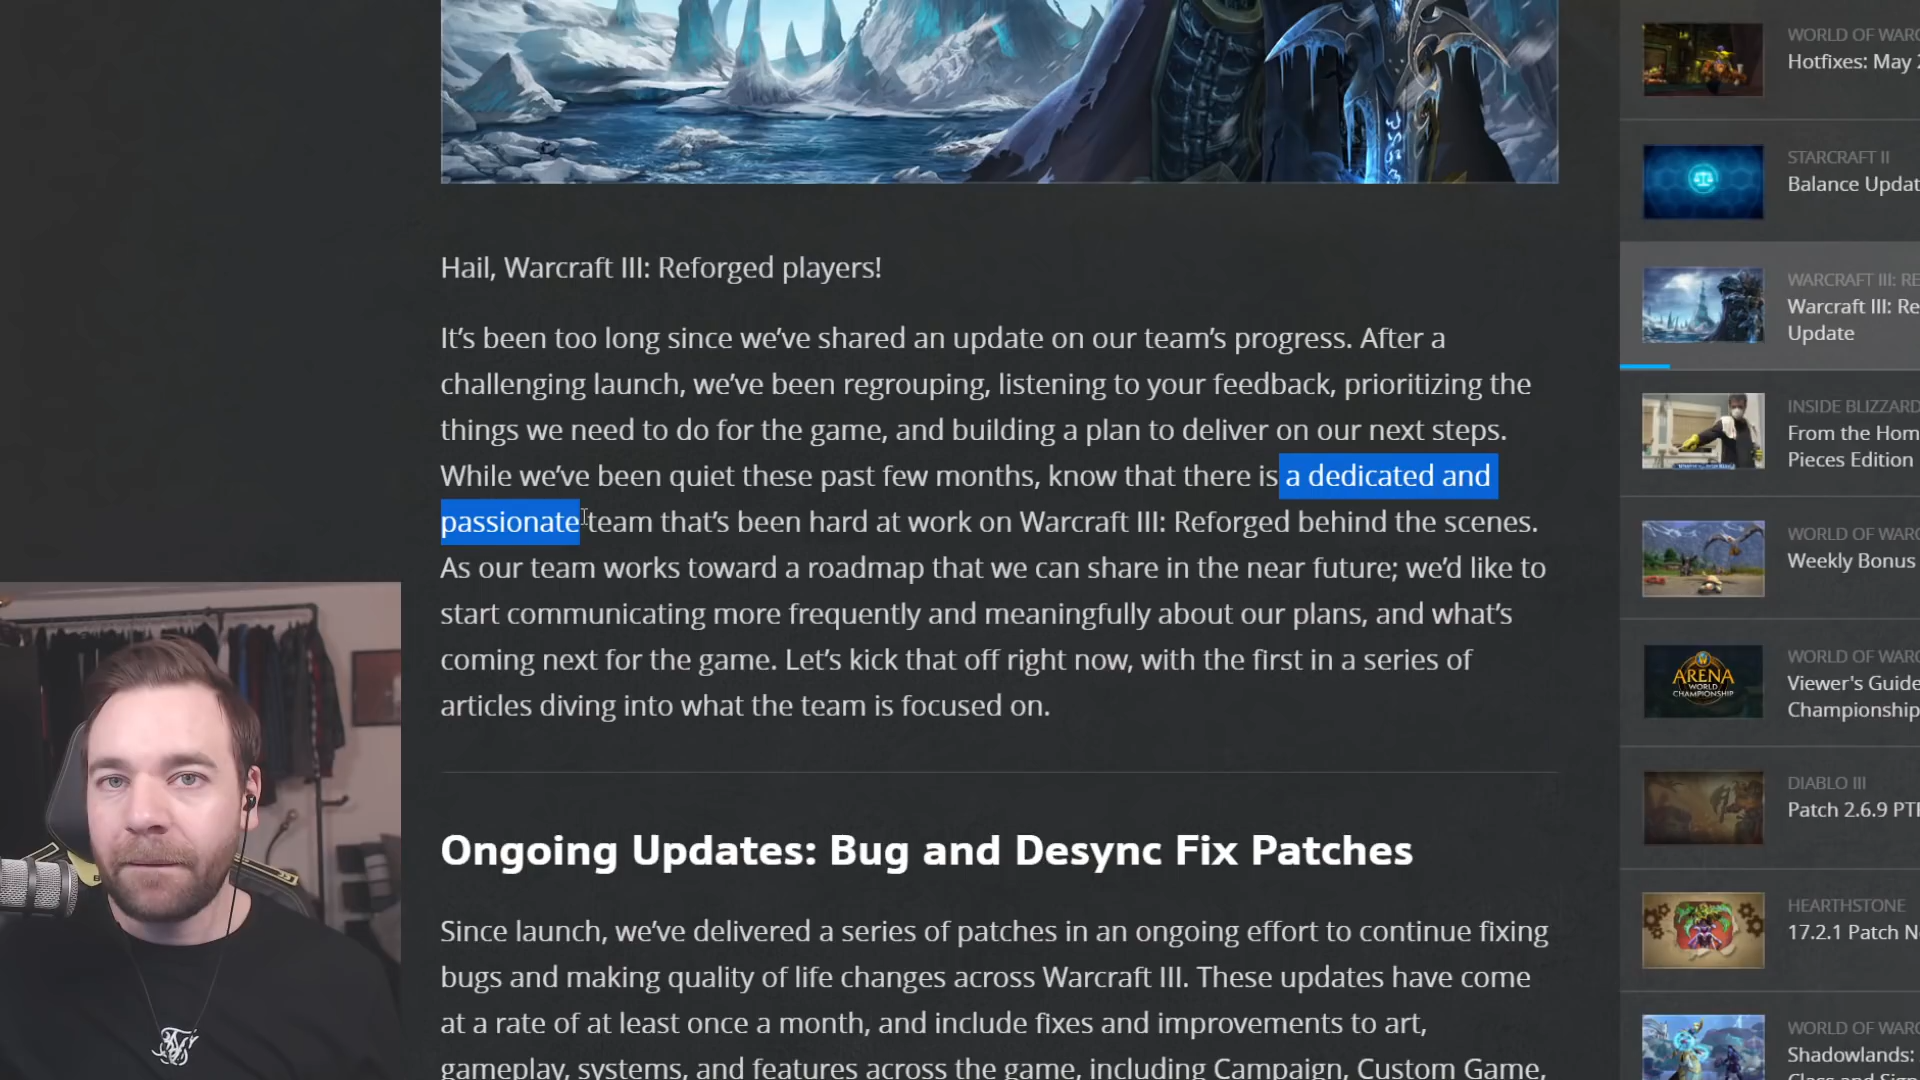 Hail, Warcraft III: Reforged players!
It’s been too long since we’ve shared an update on our team’s progress. After a
challenging launch, we’ve been regrouping, listening to your feedback, prioritizing the
things we need to do for the game, and building a plan to deliver on our next steps.
While we’ve been quiet these past few months, know that there is a dedicated and
passionate team that’s been hard at work on Warcraft III: Reforged behind the scenes.
As our team works toward a roadmap that we can share in the near future; we’d like to
start communicating more frequently and meaningfully about our plans, and what’s
coming next for the game. Let’s kick that off right now, with the first in a series of
articles diving into what the team is focused on.
Ongoing Updates: Bug and Desync Fix Patches
Since launch, we’ve delivered a series of patches in an ongoing effort to continue fixing
bugs and making quality of life changes across Warcraft III. These updates have come
at a rate of at least once a month, and include fixes and improvements to art,
gameplay, systems, and features across the game, including Campaign, Custom Game,
WORLD OF WARC
Hotfixes: May 2
STARCRAFT II
Balance Updat
WARCRAFT III: RE
Warcraft III: Re
Update
INSIDE BLIZZARD
From the Hom
Pieces Edition
WORLD OF WARC
Weekly Bonus
ARENA
WORLD
CHAMPIONSHIP
WORLD OF WARC
Viewer's Guide
Championship
DIABLO III
Patch 2.6.9 PT
HEARTHSTONE
17.2.1 Patch N
WORLD OF WARC
Shadowlands: